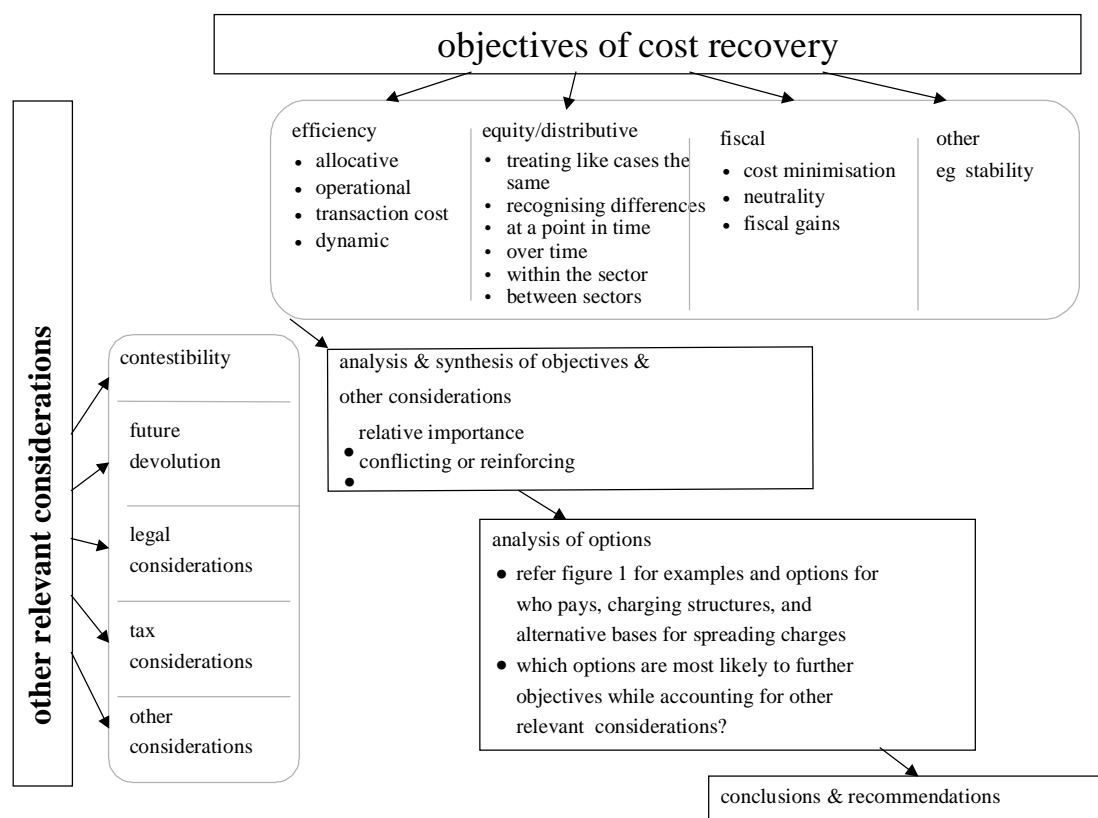 objectives of cost recovery
efficiency
• allocative
• operational
• transaction cost
• dynamic
equity/distributive
• treating like cases the
same
• recognising differences
• at a point in time
• over time
• within the sector
• between sectors
fiscal
• cost minimisation
• neutrality
• fiscal gains
other
eg stability
other relevant considerations
contestibility
future
devolution
legal
considerations
tax
considerations
other
considerations
analysis & synthesis of objectives &
other considerations
• relative importance
• conflicting or reinforcing
analysis of options
• refer figure 1 for examples and options for
who pays, charging structures, and
alternative bases for spreading charges
• which options are most likely to further
objectives while accounting for other
relevant considerations?
conclusions & recommendations